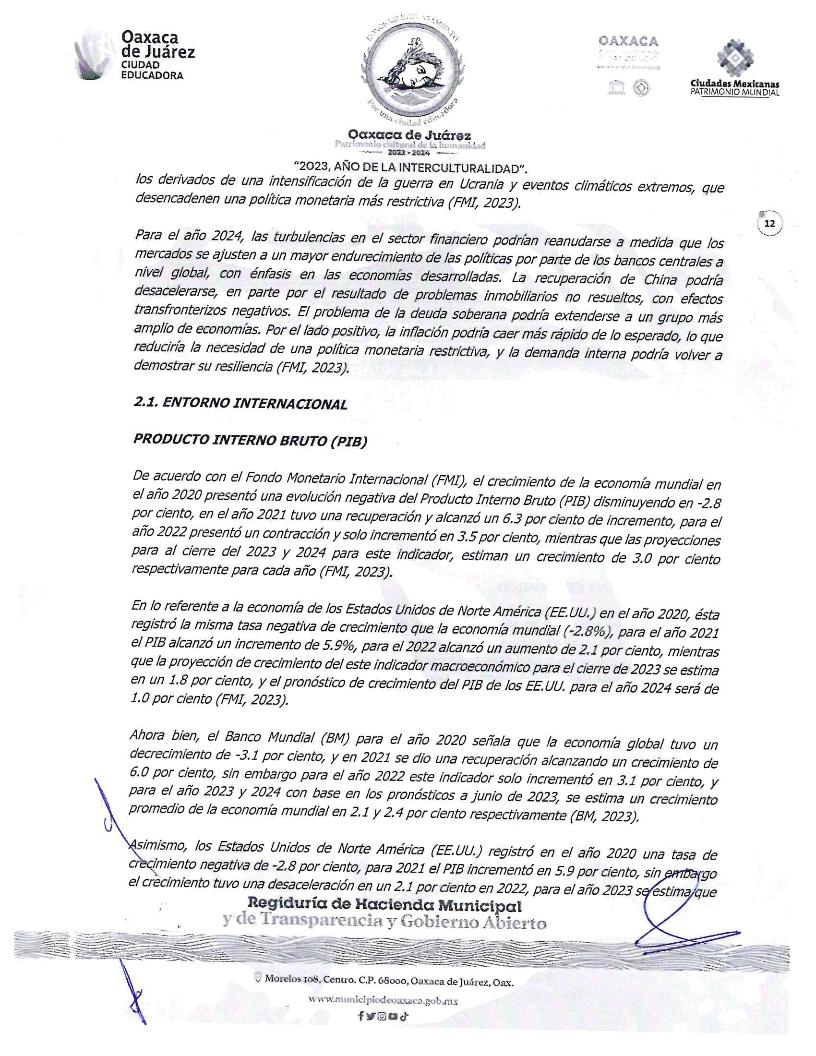 Oaxaca
de Juárez
CIUDAD
EDUCADORA
OAXACA
Ciudades Mexicanas
PATRIMONIO MUNDIAL
Por una ciudad educadora
Oaxaca de Juárez
Patrimonio cultural de la humanidad
2022 - 2024
"2023, AÑO DE LA INTERCULTURALIDAD".
los derivados de una intensificación de la guerra en Ucrania y eventos climáticos extremos, que
desencadenen una política monetaria más restrictiva (FMI, 2023).
12
Para el año 2024, las turbulencias en el sector financiero podrían reanudarse a medida que los
mercados se ajusten a un mayor endurecimiento de las políticas por parte de los bancos centrales a
nivel global, con énfasis en las economías desarrolladas. La recuperación de China podría
desacelerarse, en parte por el resultado de problemas inmobiliarios no resueltos, con efectos
transfronterizos negativos. El problema de la deuda soberana podría extenderse a un grupo más
amplio de economías. Por el lado positivo, la inflación podría caer más rápido de lo esperado, lo que
reduciría la necesidad de una política monetaria restrictiva, y la demanda interna podría volver a
demostrar su resiliencia (FMI, 2023).
2.1. ENTORNO INTERNACIONAL
PRODUCTO INTERNO BRUTO (PIB)
De acuerdo con el Fondo Monetario Internacional (FMI), el crecimiento de la economía mundial en
el año 2020 presentó una evolución negativa del Producto Interno Bruto (PIB) disminuyendo en -2.8
por ciento, en el año 2021 tuvo una recuperación y alcanzó un 6.3 por ciento de incremento, para el
año 2022 presentó un contracción y solo incrementó en 3.5 por ciento, mientras que las proyecciones
para al cierre del 2023 y 2024 para este indicador, estiman un crecimiento de 3.0 por ciento
respectivamente para cada año (FMI, 2023).
En lo referente a la economía de los Estados Unidos de Norte América (EE.UU.) en el año 2020, ésta
registró la misma tasa negativa de crecimiento que la economía mundial (-2.8%), para el año 2021
el PIB alcanzó un incremento de 5.9%, para el 2022 alcanzó un aumento de 2.1 por ciento, mientras
que la proyección de crecimiento del este indicador macroeconómico para el cierre de 2023 se estima
en un 1.8 por ciento, y el pronóstico de crecimiento del PIB de los EE.UU. para el año 2024 será de
1.0 por ciento (FMI, 2023).
Ahora bien, el Banco Mundial (BM) para el año 2020 señala que la economía global tuvo un
decrecimiento de -3.1 por ciento, y en 2021 se dio una recuperación alcanzando un crecimiento de
6.0 por ciento, sin embargo para el año 2022 este indicador solo incrementó en 3.1 por ciento, y
para el año 2023 y 2024 con base en los pronósticos a junio de 2023, se estima un crecimiento
promedio de la economía mundial en 2.1 y 2.4 por ciento respectivamente (BM, 2023).
Asimismo, los Estados Unidos de Norte América (EE.UU.) registró en el año 2020 una tasa de
crecimiento negativa de -2.8 por ciento, para 2021 el PIB incrementó en 5.9 por ciento, sin embargo
el crecimiento tuvo una desaceleración en un 2.1 por ciento en 2022, para el año 2023 se estima que
Regiduría de Hacienda Municipal
y de Transparencia y Gobierno Abierto
Morelos 108, Centro. C.P. 68000, Oaxaca de Juárez, Oax.
www.municipiodeoaxaca.gob.mx